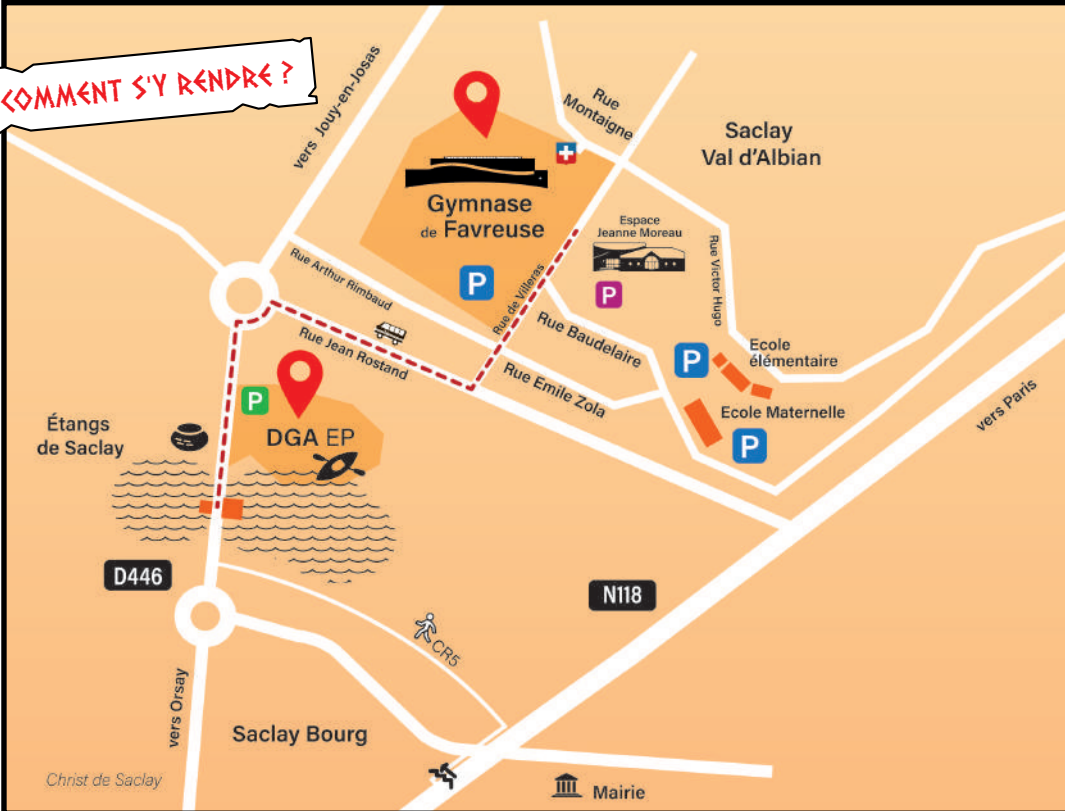 COMMENT S'Y RENDRE ?
vers Jouy-en-Josas
Rue
Montaigne
Saclay
Val d'Albian
Gymnase
de Favreuse
Espace
Jeanne Moreau
Rue Victor Hugo
Rue Arthur Rimbaud
P
Rue de Villeras
P
Rue Jean Rostand
Rue Baudelaire
Ecole
élémentaire
P
Rue Emile Zola
vers Paris
P
Ecole Maternelle
P
Étangs
de Saclay
DGA EP
D446
N118
CR5
vers Orsay
Saclay Bourg
Christ de Saclay
Mairie